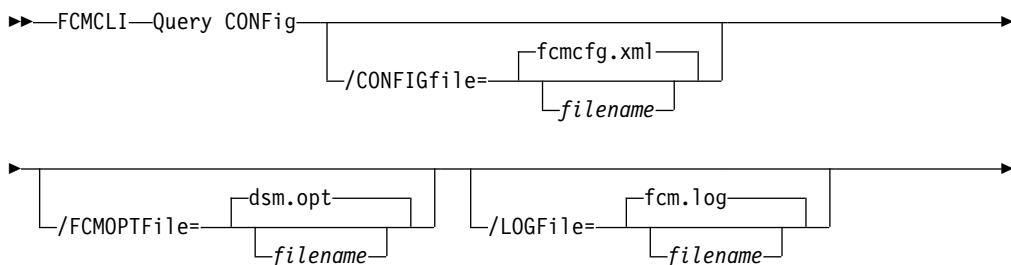 FCMCLI Query CONFig
fcmcfg.xml
/CONFIGfile=
filename
dsm.opt fcm.log
/FCMOPTFile= /LOGFile=
filename filename